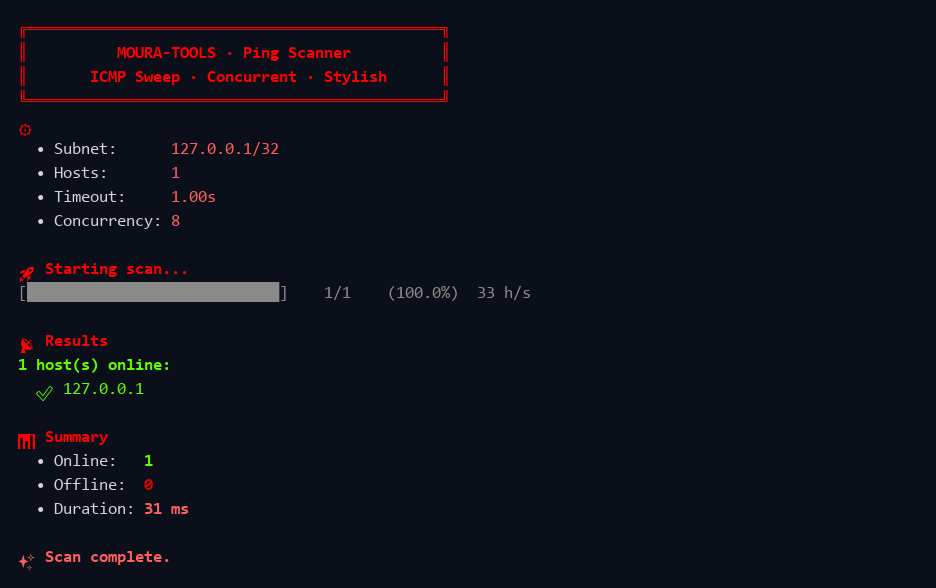 MOURA-TOOLS · Ping Scanner
ICMP Sweep · Concurrent · Stylish
• Subnet: 127.0.0.1/32
• Hosts: 1
• Timeout: 1.00s
• Concurrency: 8
Starting scan...
[ ] 1/1 (100.0%) 33 h/s
Results
1 host(s) online:
127.0.0.1
Summary
• Online: 1
• Offline: 0
• Duration: 31 ms
Scan complete.